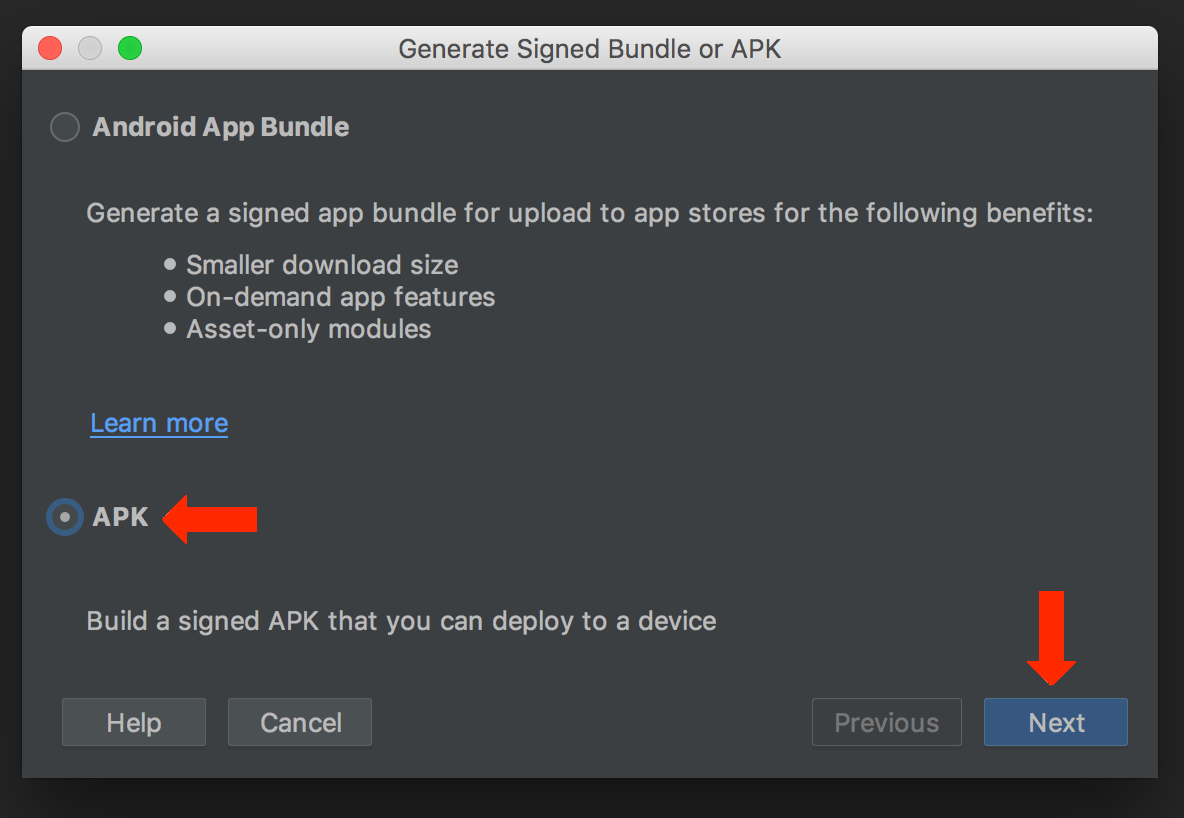 Generate Signed Bundle or APK
Android App Bundle
Generate a signed app bundle for upload to app stores for the following benefits:
• Smaller download size
• On-demand app features
• Asset-only modules
Learn more
APK
Build a signed APK that you can deploy to a device
Help Cancel Previous Next